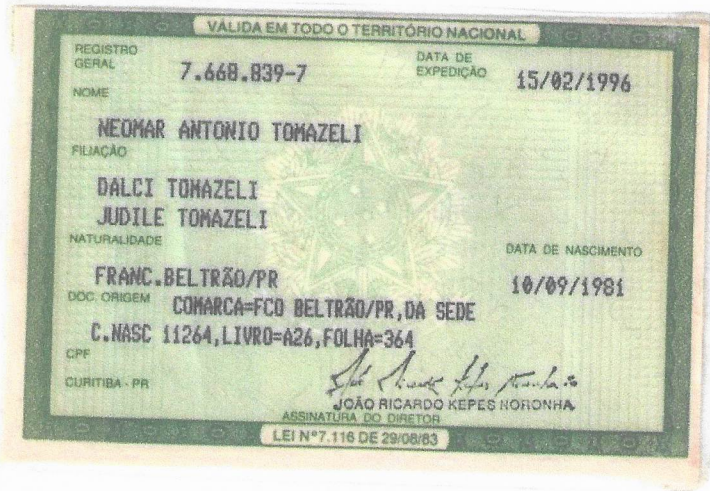 VÁLIDA EM TODO O TERRITÓRIO NACIONAL
REGISTRO GERAL 7.668.839-7 DATA DE EXPEDIÇÃO 15/02/1996
NOME
NEOMAR ANTONIO TOMAZELI
FILIAÇÃO
DALCI TOMAZELI
JUDILE TOMAZELI
NATURALIDADE DATA DE NASCIMENTO
FRANC.BELTRÃO/PR 10/09/1981
DOC. ORIGEM COMARCA=FCO BELTRÃO/PR,DA SEDE
C.NASC 11264,LIVRO=A26,FOLHA=364
CPF
CURITIBA - PR
JOÃO RICARDO KEPES NORONHA
ASSINATURA DO DIRETOR
LEI Nº 7.116 DE 29/08/83